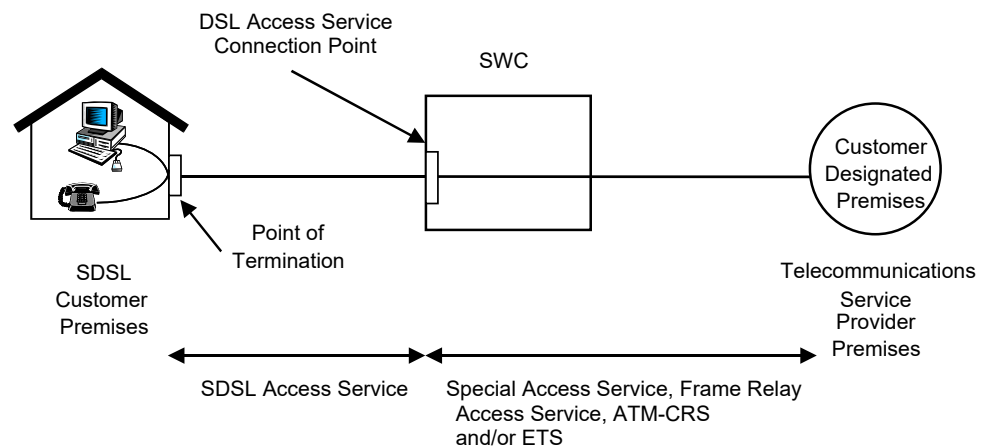 DSL Access Service
Connection Point
SWC
Customer
Designated
Premises
Point of
Termination
SDSL
Customer
Premises
Telecommunications
Service
Provider
Premises
SDSL Access Service
Special Access Service, Frame Relay
Access Service, ATM-CRS
and/or ETS